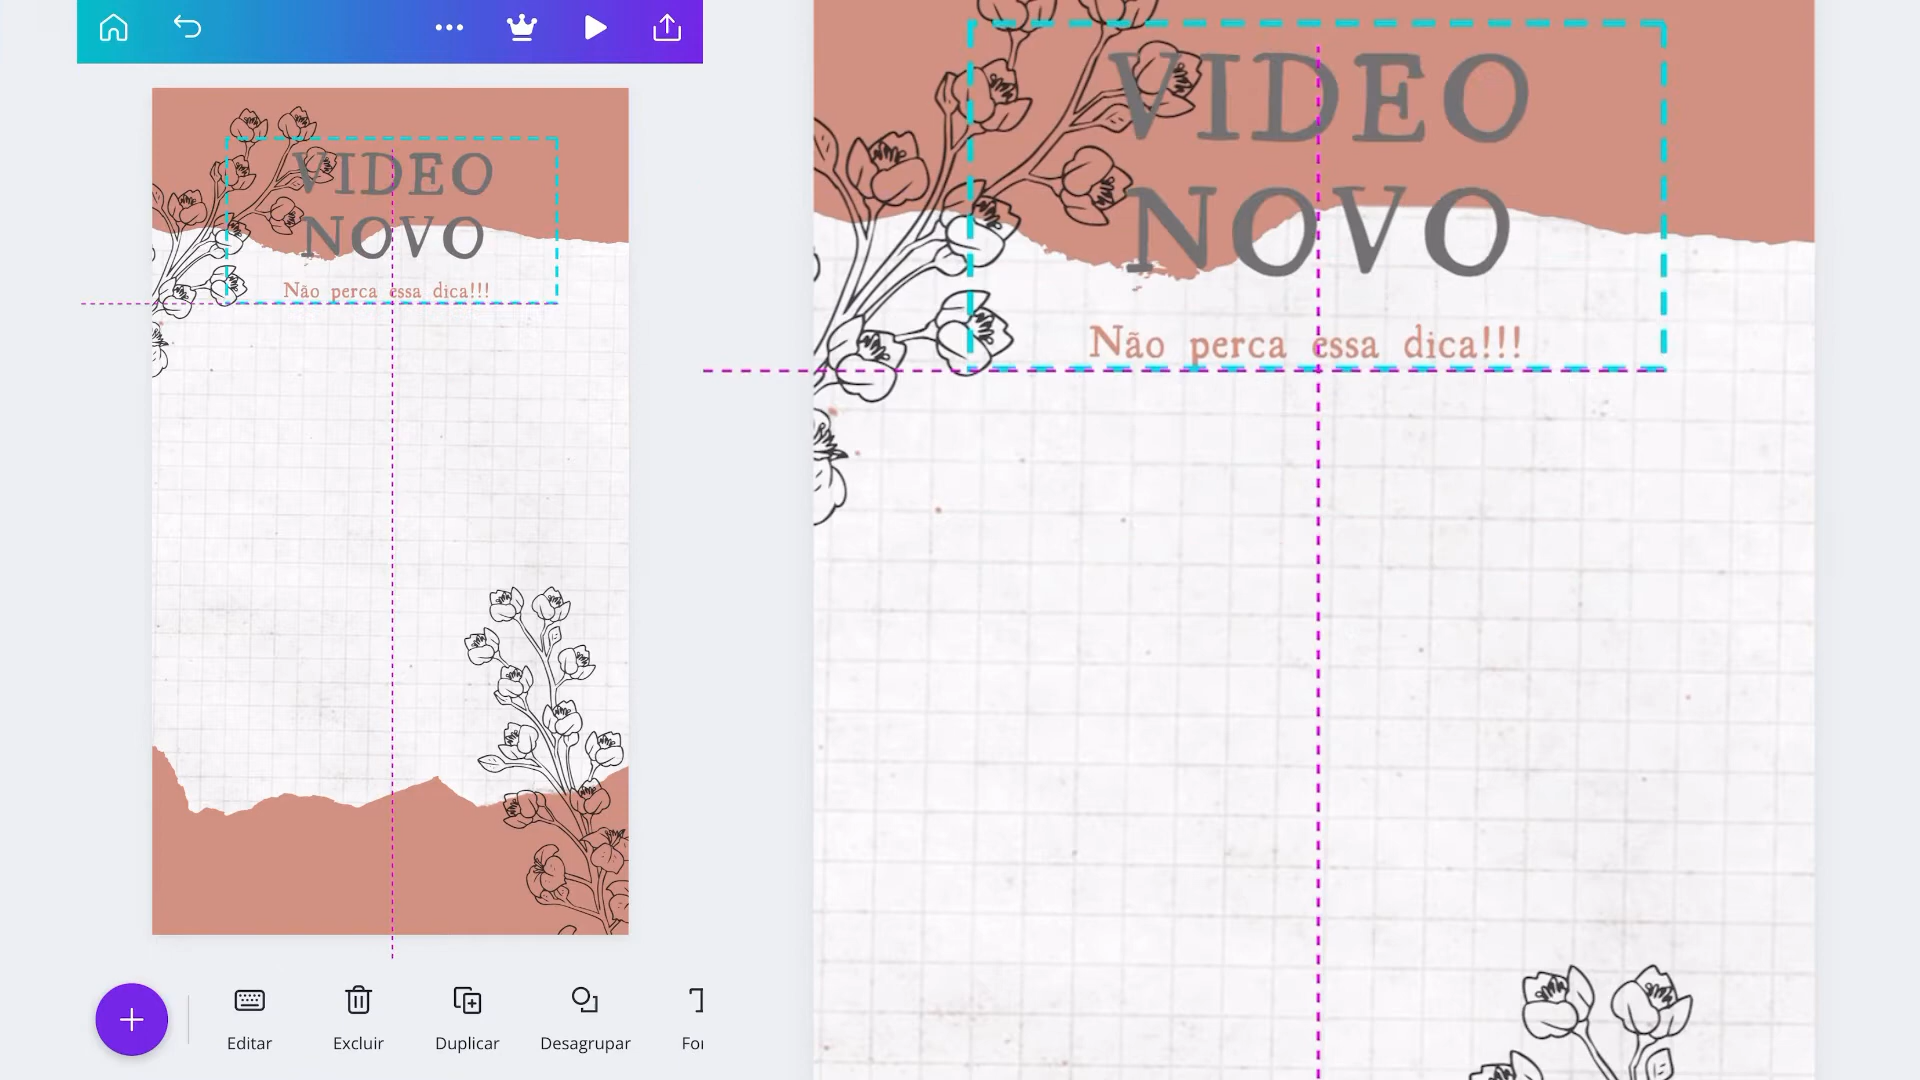 VIDEO
NOVO
Não perca essa dica!!!
Editar
Excluir
Duplicar
Desagrupar
VIDEO
NOVO
Não perca essa dica!!!